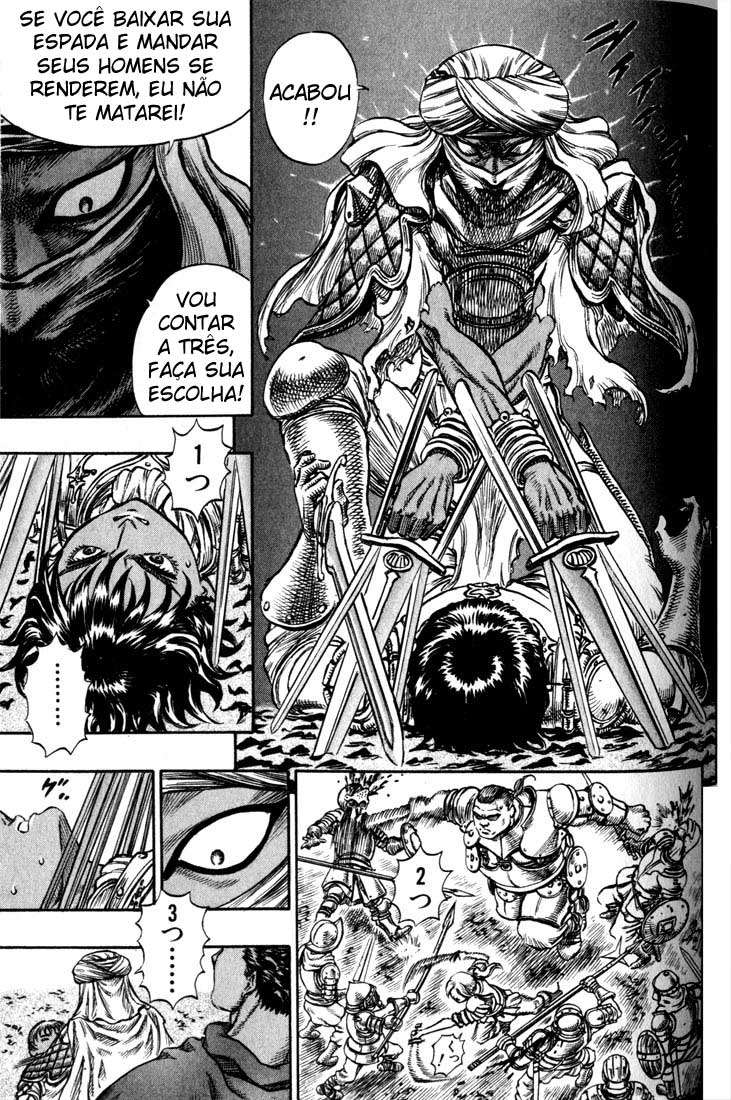 ACABOU
!!
SE VOCÊ BAIXAR SUA
ESPADA E MANDAR
SEUS HOMENS SE
RENDEREM, EU NÃO
TE MATAREI!
VOU
CONTAR
A TRÊS,
FAÇA SUA
ESCOLHA!
1つ
......
2つ
3つ……